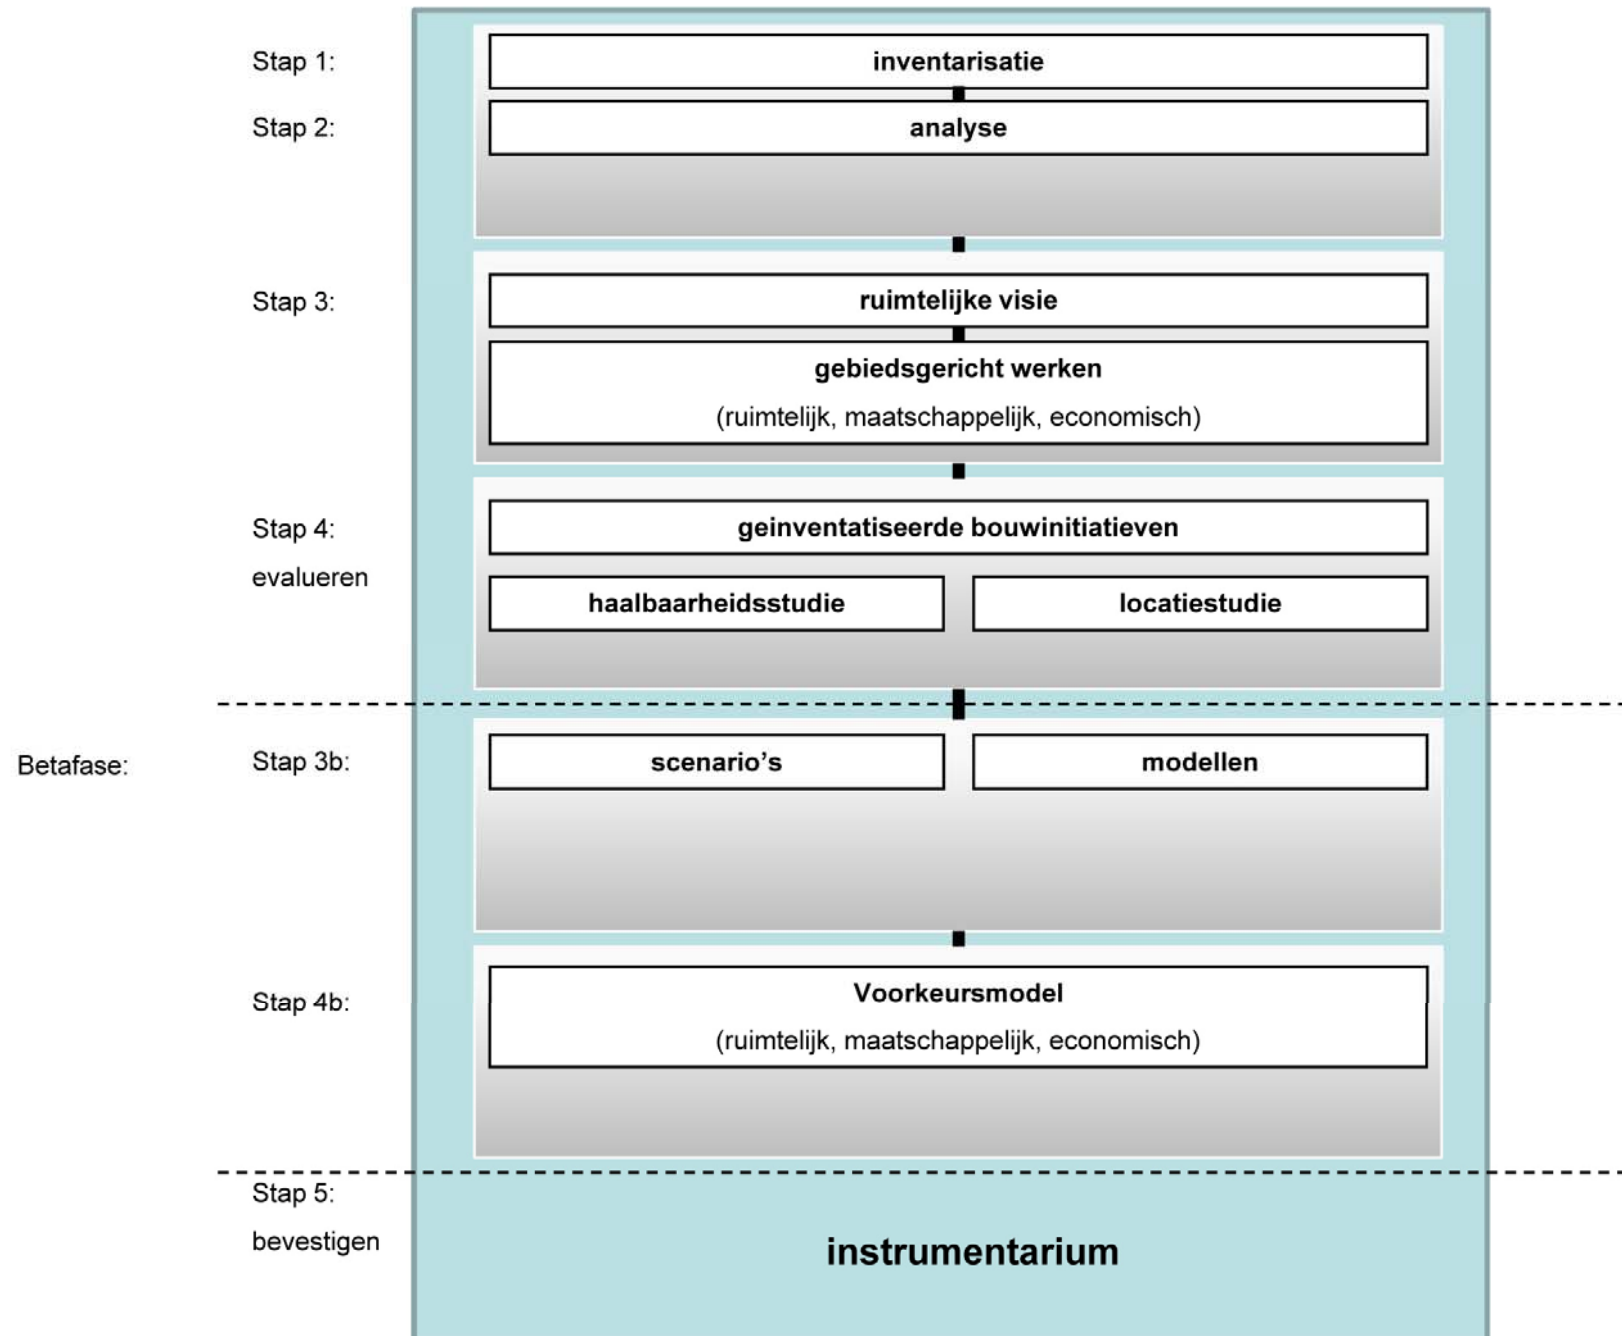 Stap 1:
inventarisatie
Stap 2:
analyse
Stap 3:
ruimtelijke visie
gebiedsgericht werken
(ruimtelijk, maatschappelijk, economisch)
Stap 4:
geinventatiseerde bouwinitiatieven
evalueren
haalbaarheidsstudie
locatiestudie
Betafase:
Stap 3b:
scenario's
modellen
Stap 4b:
Voorkeursmodel
(ruimtelijk, maatschappelijk, economisch)
Stap 5:
bevestigen
instrumentarium